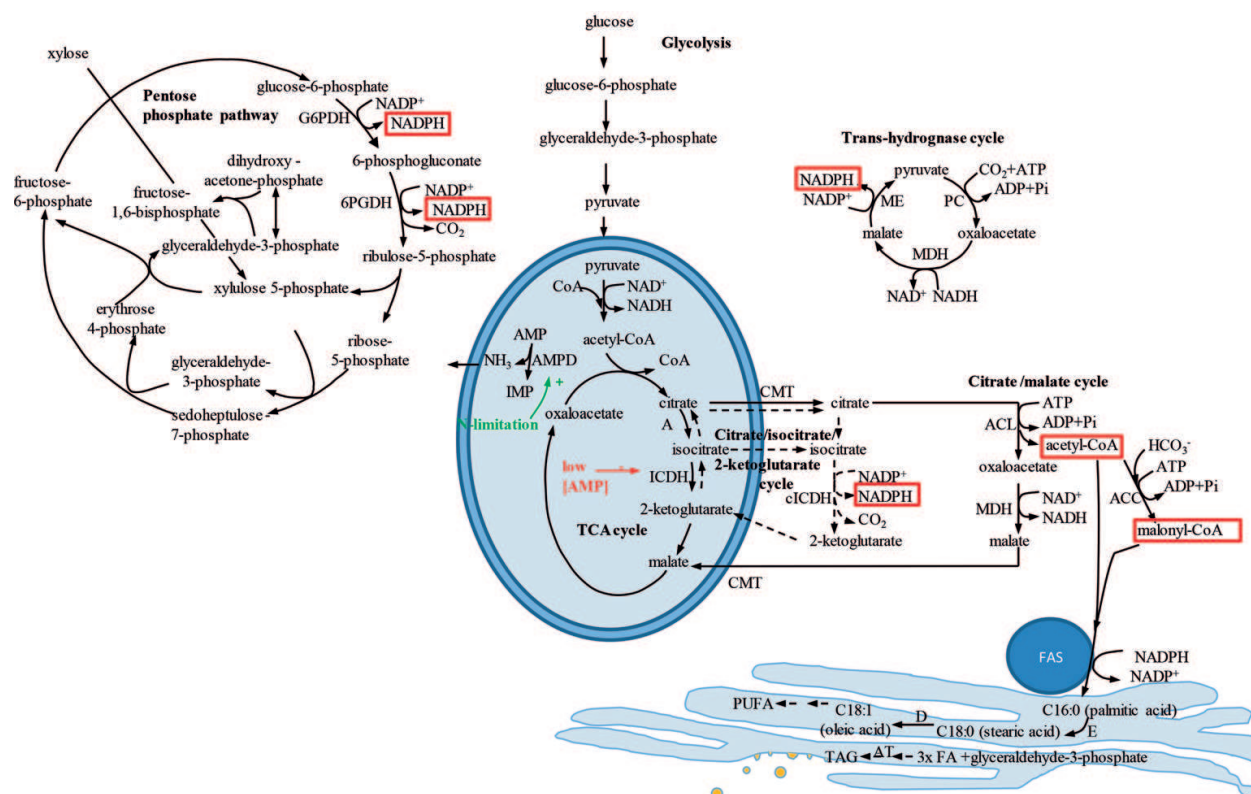 glucose
Glycolysis
glucose-6-phosphate
glyceraldehyde-3-phosphate
pyruvate
xylose
Pentose
phosphate pathway
glucose-6-phosphate
G6PDH
NADP+
NADPH
6-phosphogluconate
6PGDH
NADP+
NADPH
CO2
ribulose-5-phosphate
dihydroxy -
acetone-phosphate
fructose-
6-phosphate
fructose-
1,6-bisphosphate
glyceraldehyde-3-phosphate
xylulose 5-phosphate
erythrose
4-phosphate
ribose-
5-phosphate
glyceraldehyde-
3-phosphate
sedoheptulose -
7-phosphate
Trans-hydrognase cycle
pyruvate
CO2+ATP
ADP+Pi
NADPH
NADP+
ME
PC
malate
oxaloacetate
MDH
NAD+
NADH
pyruvate
CoA
NAD+
NADH
acetyl-CoA
CoA
AMP
NH3
AMPD
IMP
+
N-limitation
oxaloacetate
citrate
A
isocitrate
low
[AMP]
ICDH
2-ketoglutarate
TCA cycle
malate
CMT
citrate
Citrate/isocitrate/
2-ketoglutarate
cycle
isocitrate
NADP+
NADPH
cICDH
CO2
2-ketoglutarate
CMT
Citrate /malate cycle
ATP
ACL
ADP+Pi
acetyl-CoA
oxaloacetate
HCO3-
ATP
ADP+Pi
ACC
MDH
NAD+
NADH
malate
malonyl-CoA
FAS
NADPH
NADP+
PUFA
C18:I
(oleic acid)
D
C18:0 (stearic acid)
C16:0 (palmitic acid)
E
TAG
ΔT
3x FA +glyceraldehyde-3-phosphate